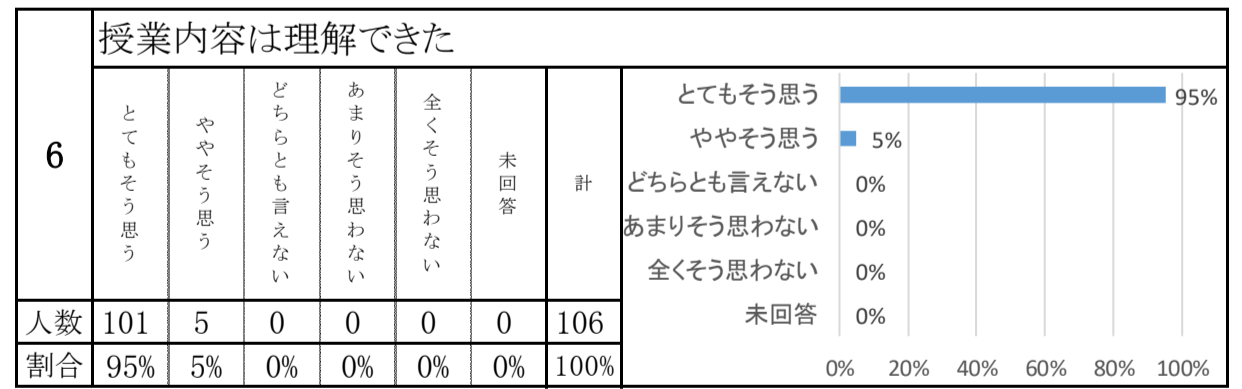 6
授業内容は理解できた
とてもそう思う
ややそう思う
どちらとも言えない
あまりそう思わない
全くそう思わない
未回答
計
人数 101 5 0 0 0 0 106
割合 95% 5% 0% 0% 0% 0% 100%
とてもそう思う 95%
ややそう思う 5%
どちらとも言えない 0%
あまりそう思わない 0%
全くそう思わない 0%
未回答 0%
0% 20% 40% 60% 80% 100%